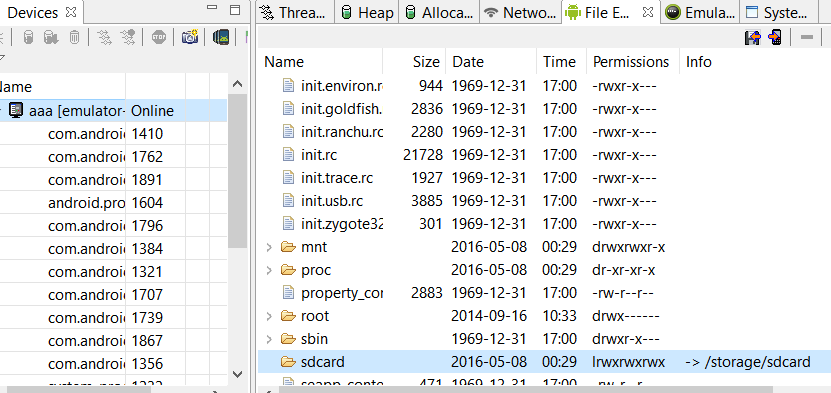 Devices
Threa...
Heap
Alloca...
Netwo...
File E...
Emula...
Syste...
Name Size Date Time Permissions Info
aaa [emulator- Online
com.androi 1410
com.androi 1762
com.androi 1891
android.pro 1604
com.androi 1796
com.androi 1384
com.androi 1321
com.androi 1707
com.androi 1739
com.androi 1867
com.androi 1356
init.environ.r 944 1969-12-31 17:00 -rwxr-x---
init.goldfish. 2836 1969-12-31 17:00 -rwxr-x---
init.ranchu.rc 2280 1969-12-31 17:00 -rwxr-x---
init.rc 21728 1969-12-31 17:00 -rwxr-x---
init.trace.rc 1927 1969-12-31 17:00 -rwxr-x---
init.usb.rc 3885 1969-12-31 17:00 -rwxr-x---
init.zygote32 301 1969-12-31 17:00 -rwxr-x---
mnt 2016-05-08 00:29 drwxrwxr-x
proc 2016-05-08 00:29 dr-xr-xr-x
property_con 2883 1969-12-31 17:00 -rw-r--r--
root 2014-09-16 10:33 drwx------
sbin 1969-12-31 17:00 drwxr-x---
sdcard 2016-05-08 00:29 lrwxrwxrwx -> /storage/sdcard
seapp_conte 471 1969-12-31 17:00 -rw-r--r--